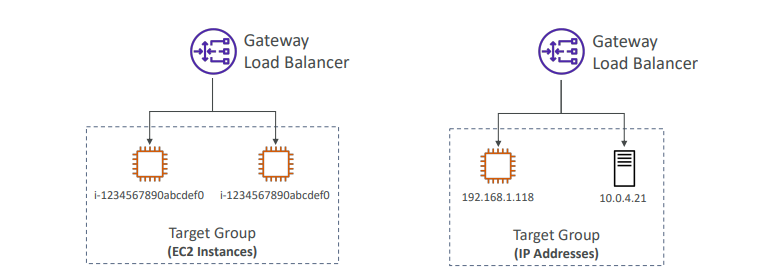 Gateway
Load Balancer
i-1234567890abcdef0
i-1234567890abcdef0
Target Group
(EC2 Instances)
Gateway
Load Balancer
192.168.1.118
10.0.4.21
Target Group
(IP Addresses)